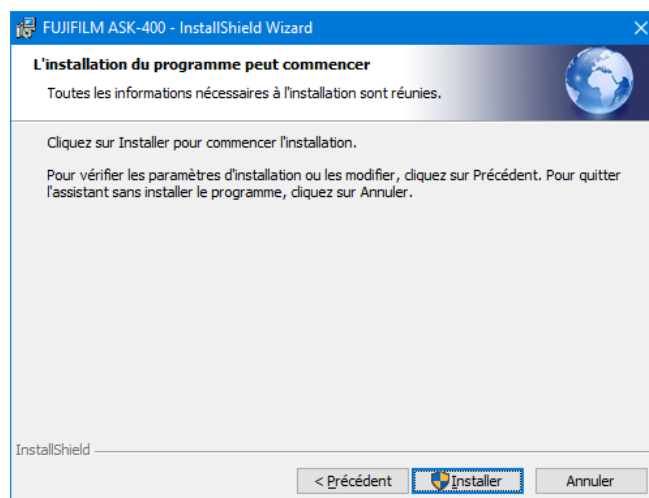 FUJIFILM ASK-400 - InstallShield Wizard
L'installation du programme peut commencer
Toutes les informations nécessaires à l'installation sont réunies.
Cliquez sur Installer pour commencer l'installation.
Pour vérifier les paramètres d'installation ou les modifier, cliquez sur Précédent. Pour quitter
l'assistant sans installer le programme, cliquez sur Annuler.
InstallShield
< Précédent Installer Annuler